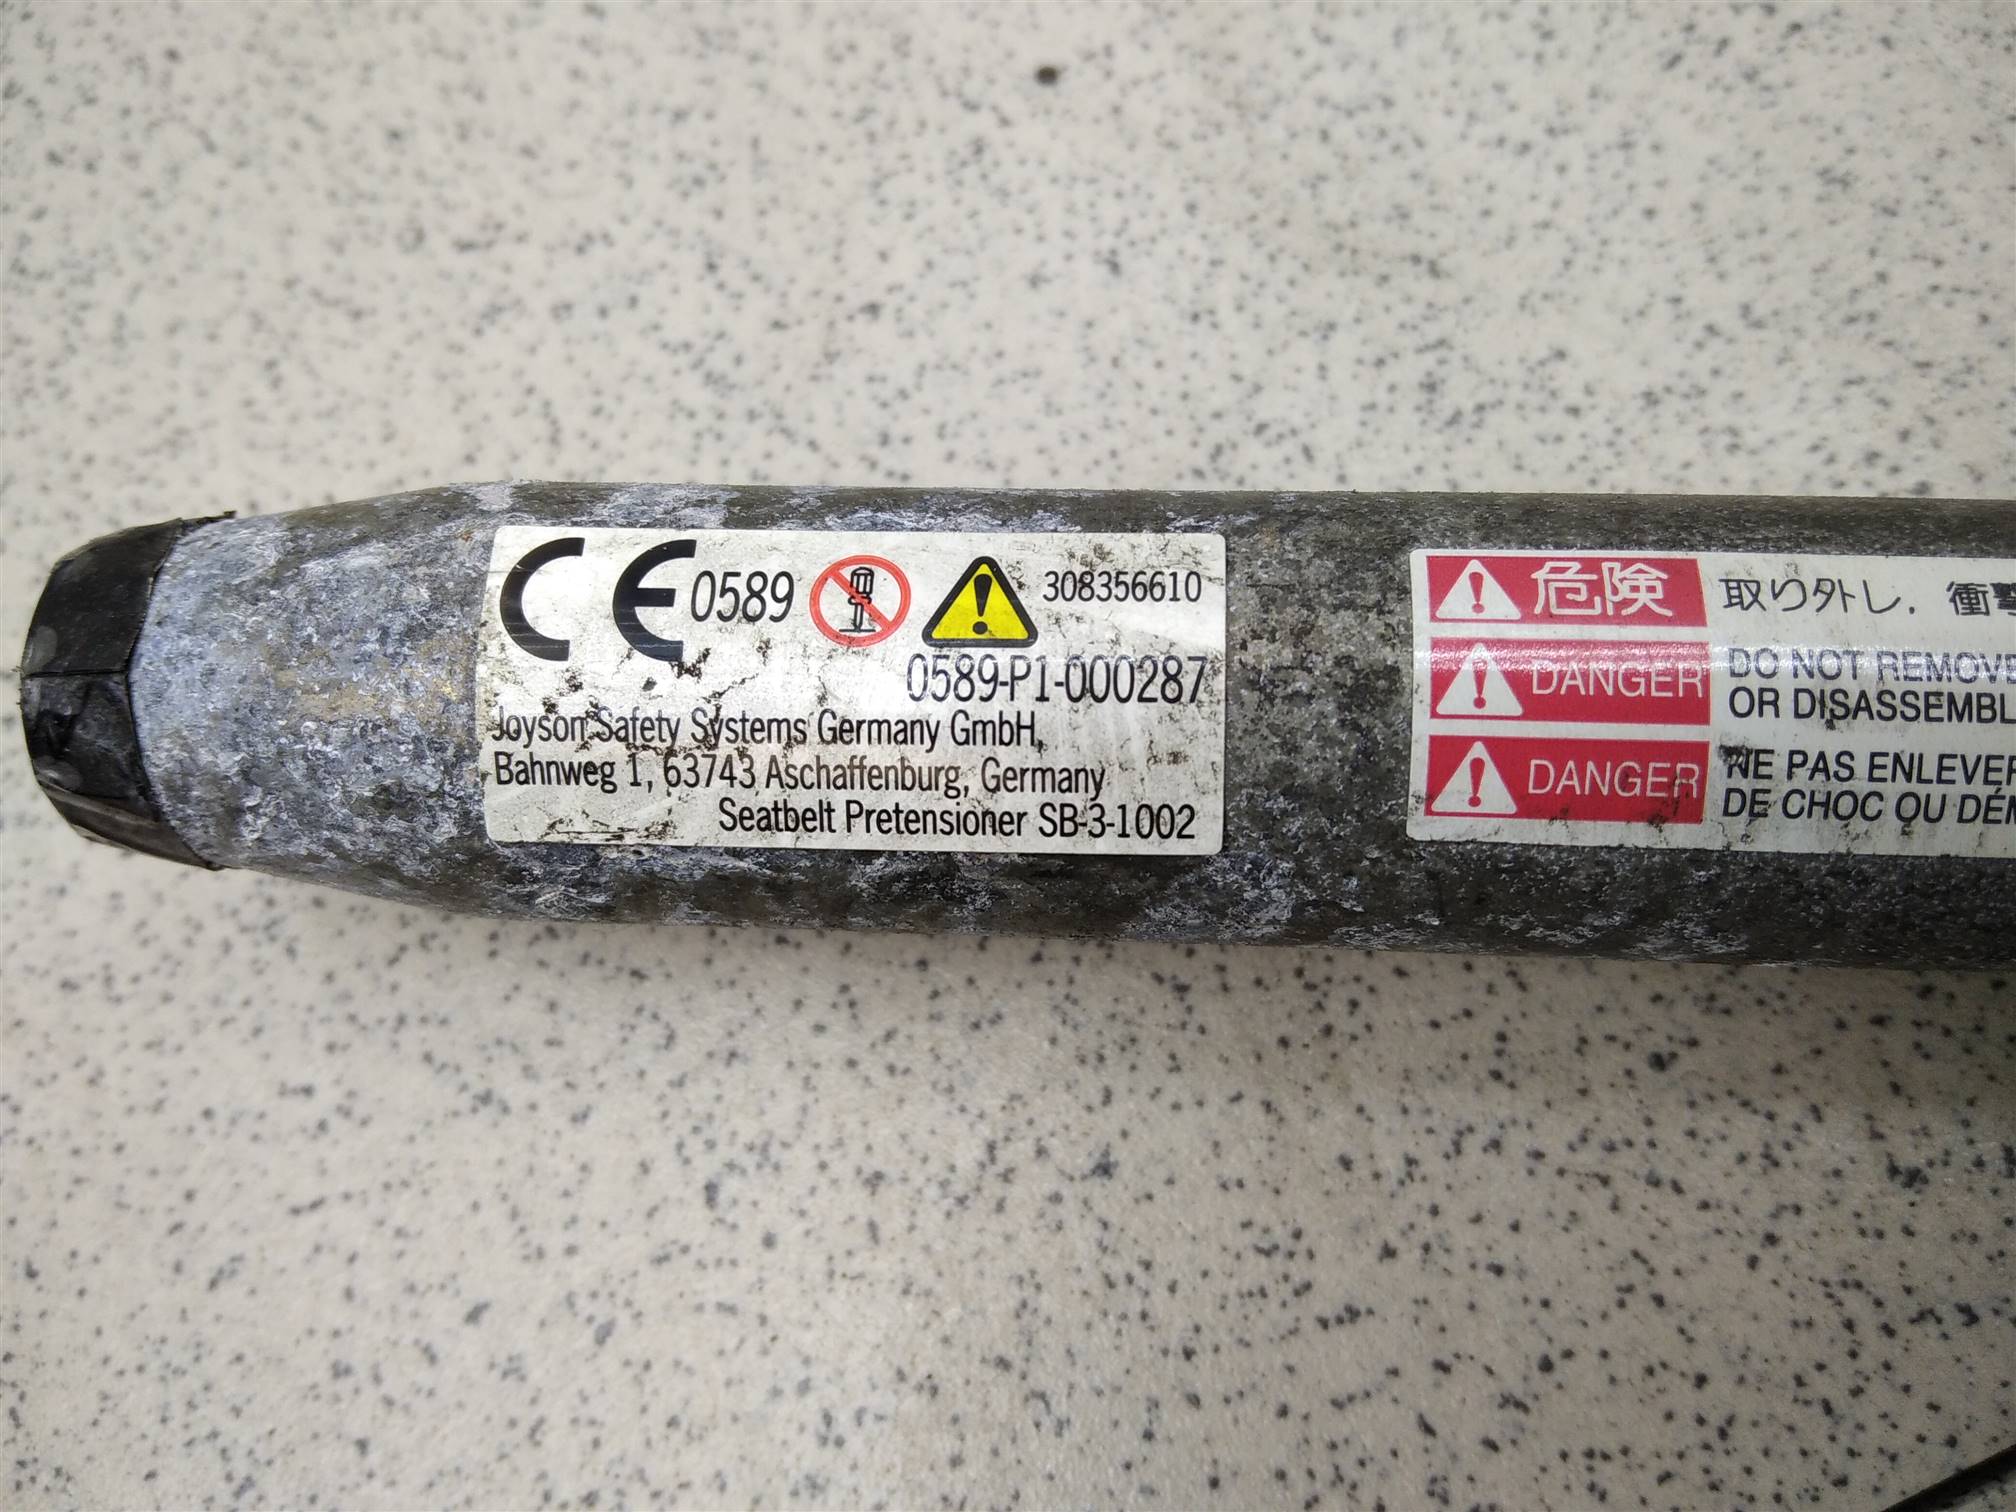 CE 0589 308356610
0589-P1-000287
Joyson Safety Systems Germany GmbH,
Bahnweg 1, 63743 Aschaffenburg, Germany
Seatbelt Pretensioner SB-3-1002
危険 取り外し, 衝撃
DANGER DO NOT REMOVE
OR DISASSEMBL
DANGER NE PAS ENLEVER
DE CHOC OU DÉM